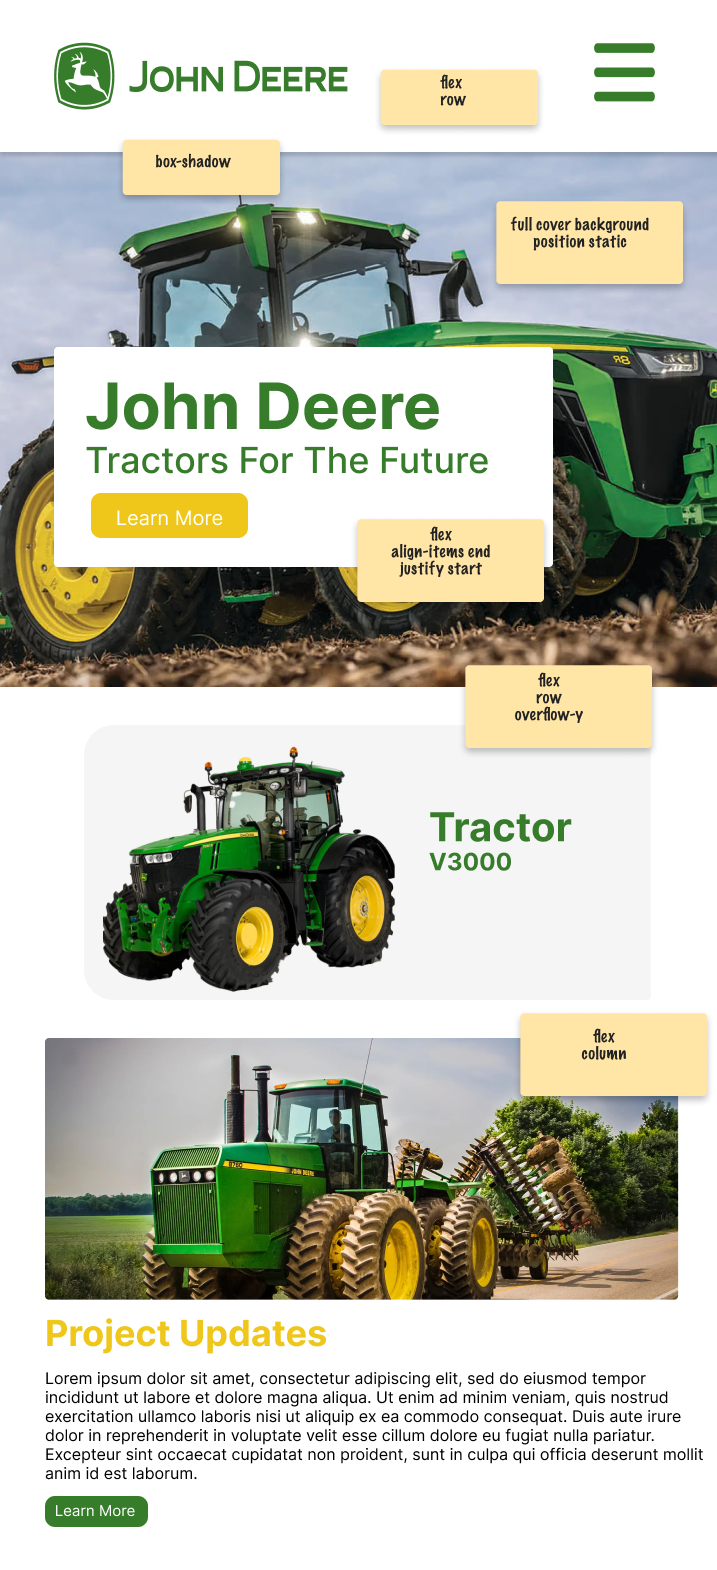 JOHN DEERE
flex
row
box-shadow
full cover background
position static
8R
John Deere
Tractors For The Future
Learn More
flex
align-items end
justify start
flex
row
overflow-y
Tractor
V3000
flex
column
8760
JOHN DEERE
Project Updates
Lorem ipsum dolor sit amet, consectetur adipiscing elit, sed do eiusmod tempor
incididunt ut labore et dolore magna aliqua. Ut enim ad minim veniam, quis nostrud
exercitation ullamco laboris nisi ut aliquip ex ea commodo consequat. Duis aute irure
dolor in reprehenderit in voluptate velit esse cillum dolore eu fugiat nulla pariatur.
Excepteur sint occaecat cupidatat non proident, sunt in culpa qui officia deserunt mollit
anim id est laborum.
Learn More